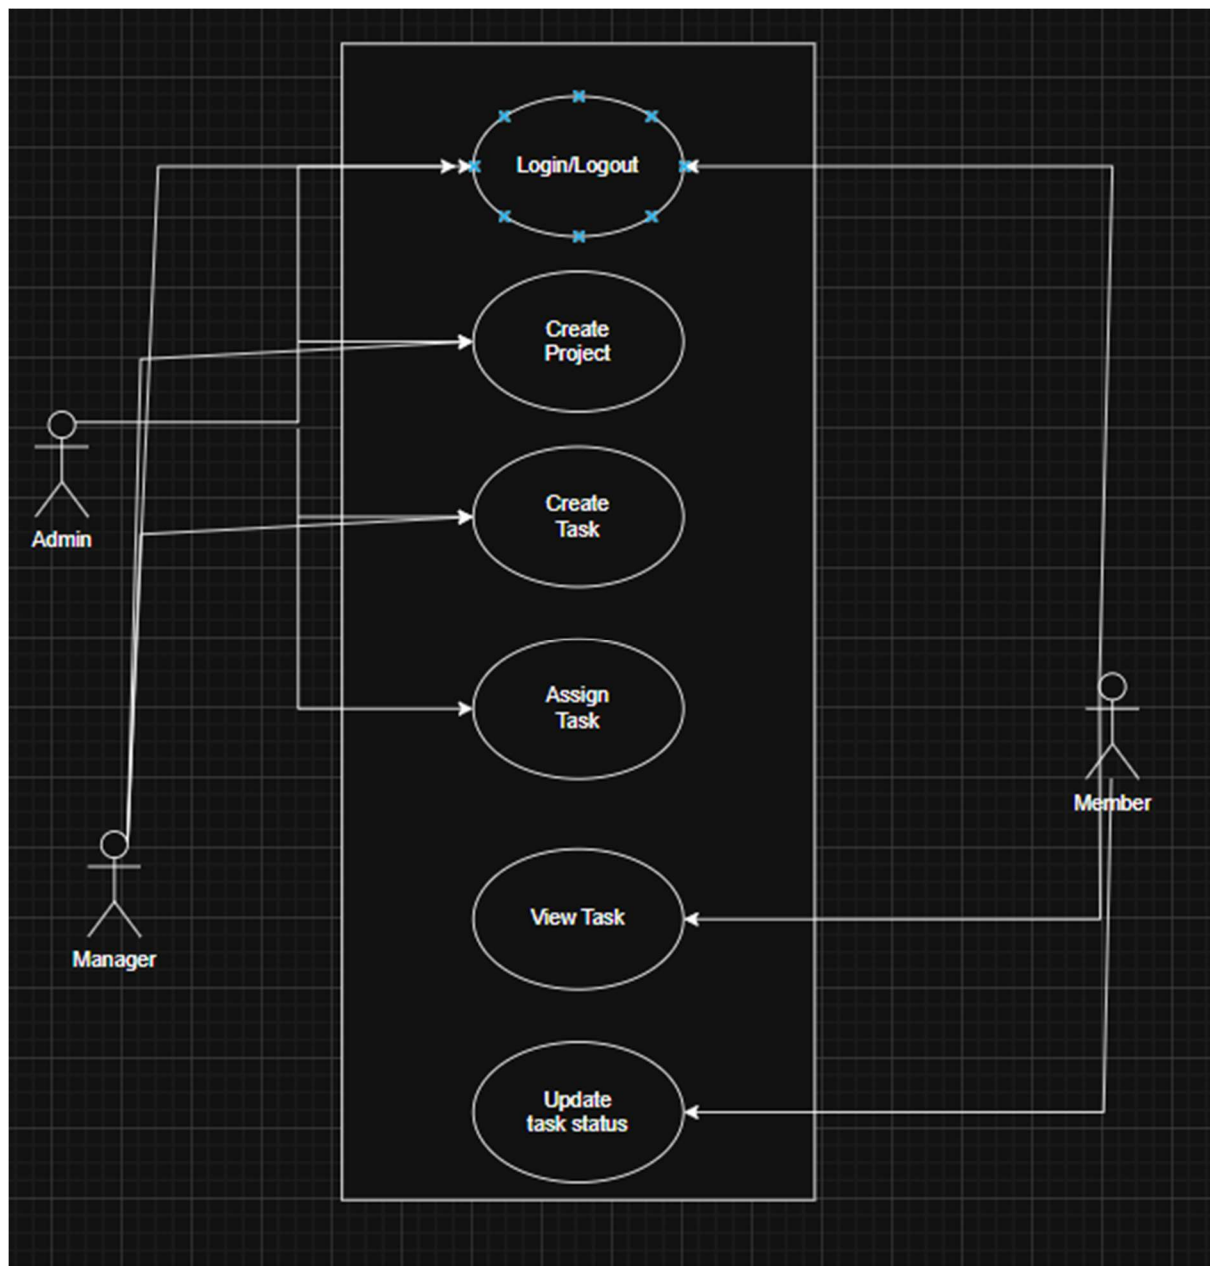 Login/Logout
Create
Project
Create
Task
Admin
Assign
Task
Member
View Task
Manager
Update
task status